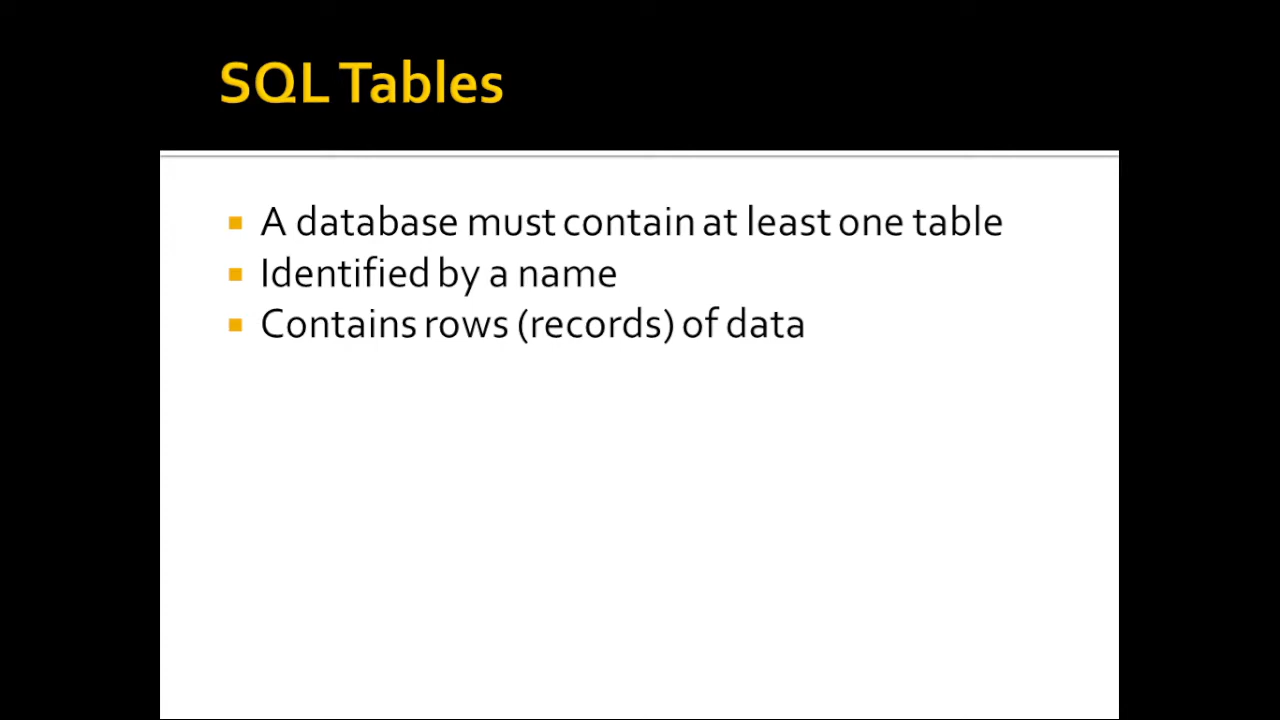 SQL Tables
A database must contain at least one table
Identified by a name
Contains rows (records) of data